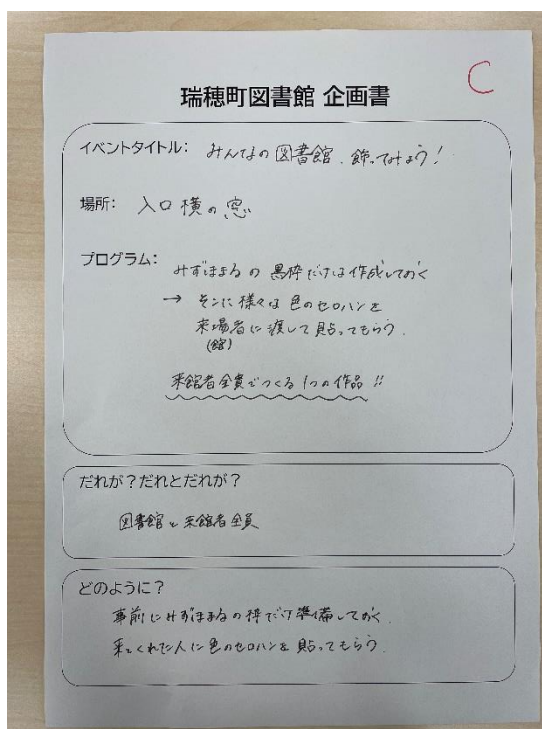 C
瑞穂町図書館 企画書
イベントタイトル： みんなの図書館、飾ってみよう！
場所： 入口横の窓
プログラム：
みずほまるの黒枠だけは作成しておく
→ そこに様々な色のセロハンを
来場者に渡して貼ってもらう。
(館)
来館者全員でつくる1つの作品!!
だれが？だれとだれが？
図書館と来館者全員
どのように？
事前にみずほまるの枠だけ準備しておく。
来てくれた人に色のセロハンを貼ってもらう。